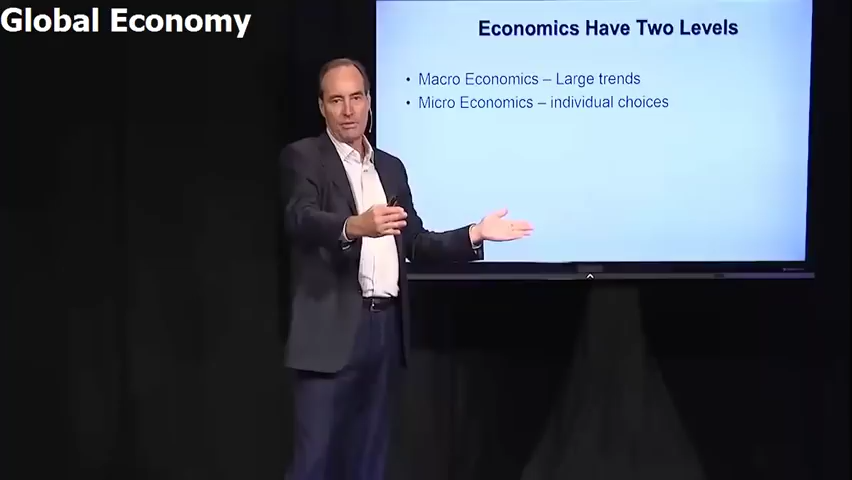 Global Economy
Economics Have Two Levels
• Macro Economics – Large trends
• Micro Economics – individual choices